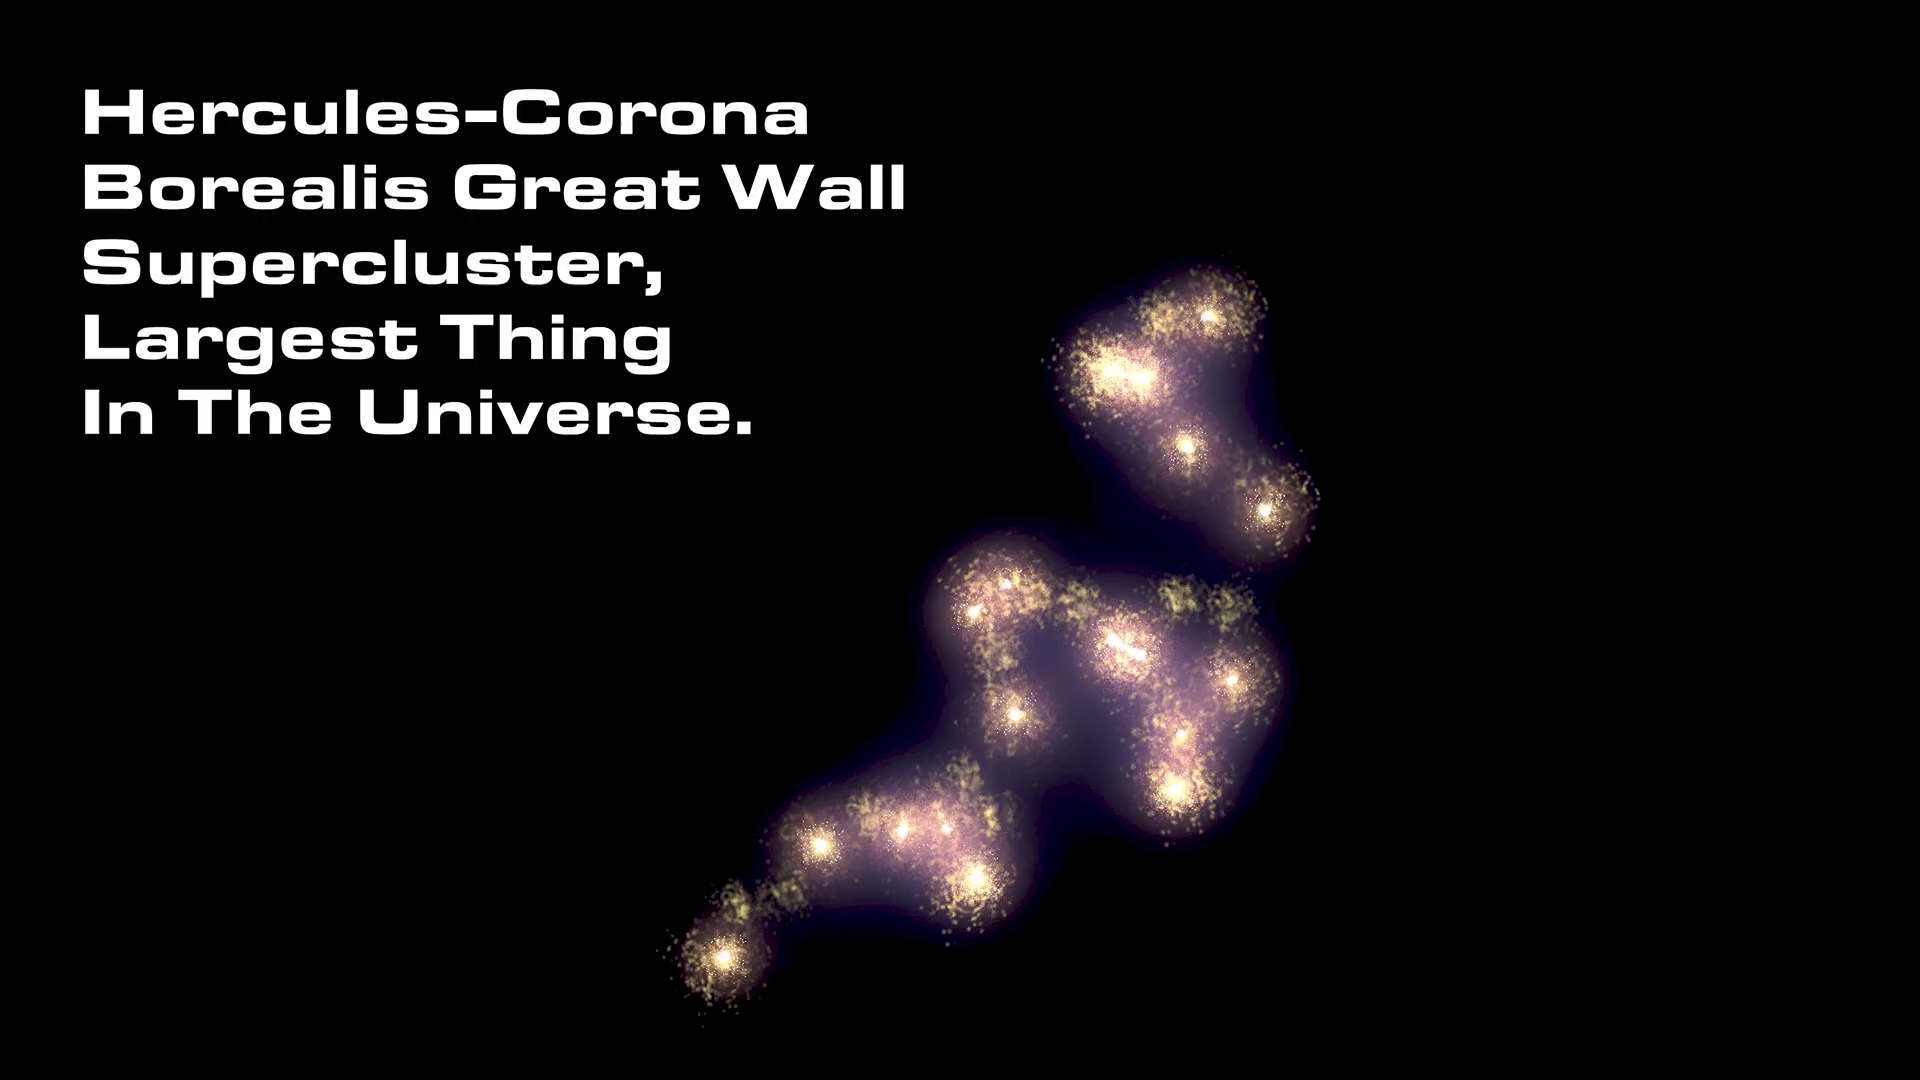 Hercules-Corona
Borealis Great Wall
Supercluster,
Largest Thing
In The Universe.